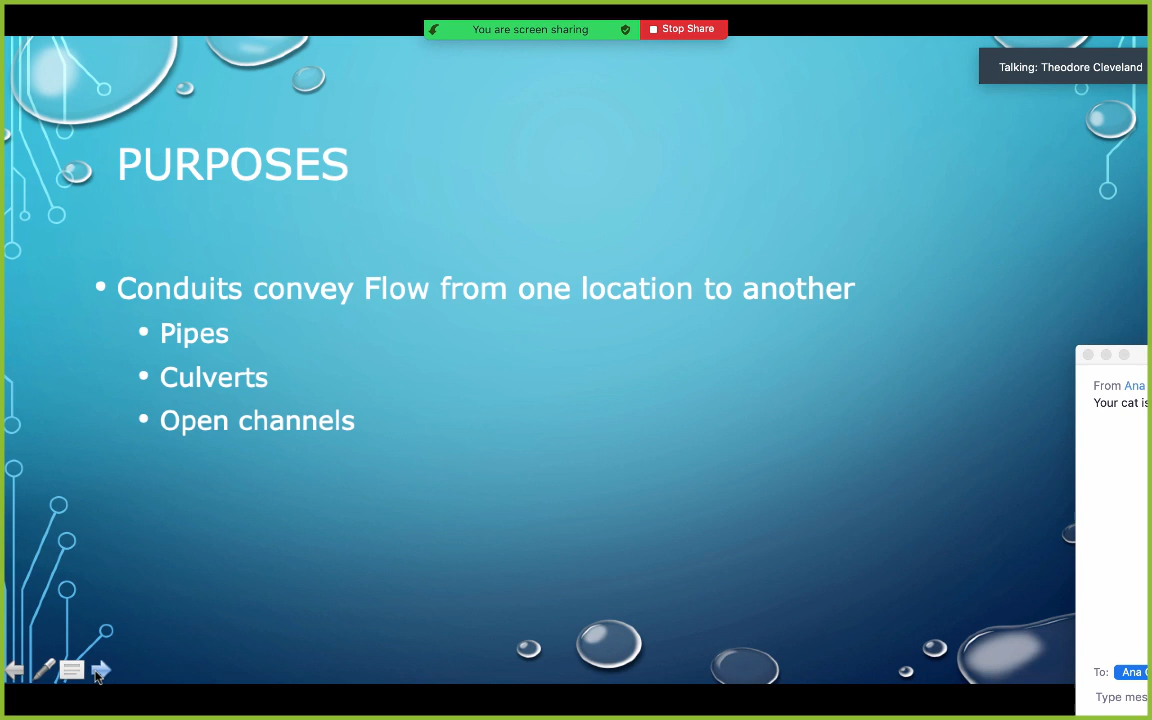 You are screen sharing
Stop Share
Talking: Theodore Cleveland
PURPOSES
• Conduits convey Flow from one location to another
• Pipes
• Culverts
• Open channels
From Ana
Your cat is
To: Ana
Type mes